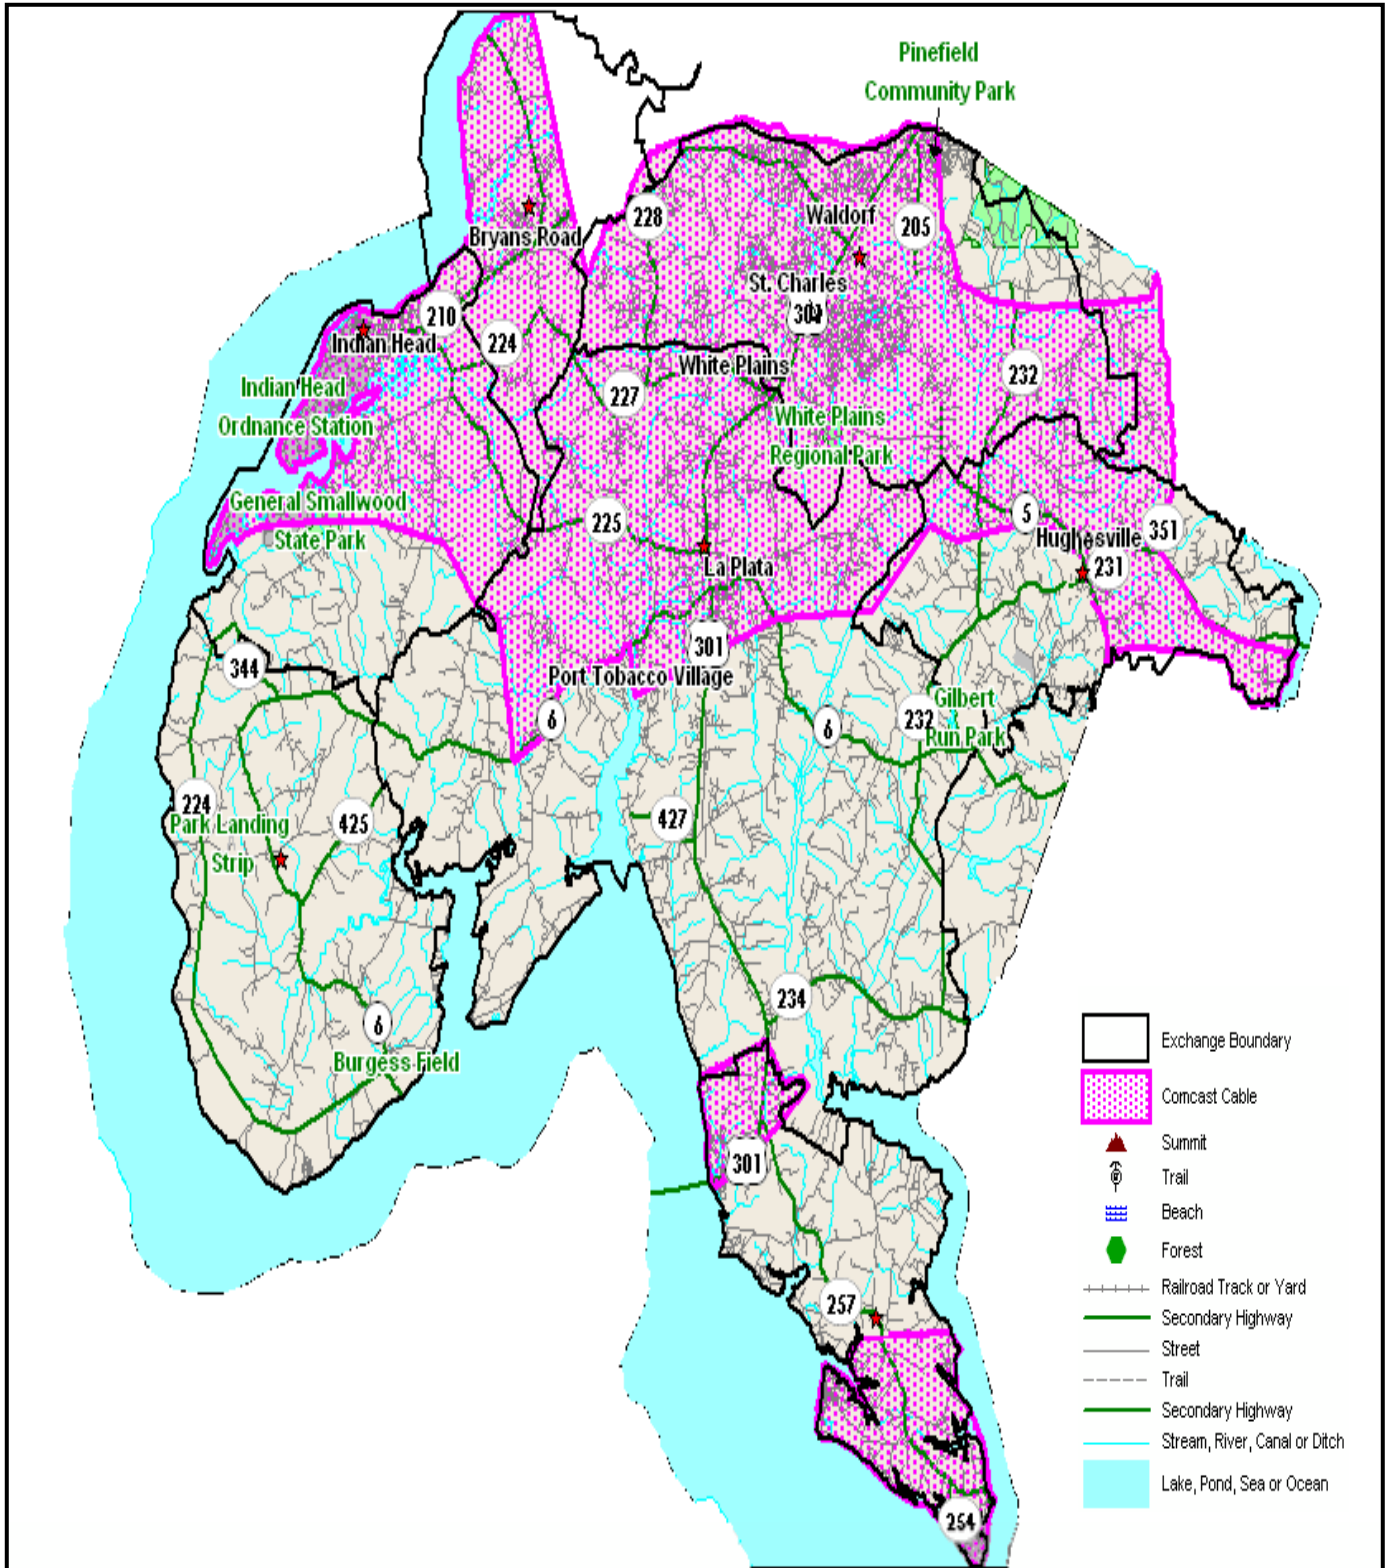 Pinefield
Community Park
228
Waldorf
205
Bryans Road
St. Charles
301
210
Indian Head
224
White Plains
232
227
Indian Head
Ordnance Station
White Plains
Regional Park
General Smallwood
State Park
225
5
351
Hughesville
231
La Plata
301
344
Port Tobacco Village
6
6
232
Gilbert
Run Park
224
Park Landing
Strip
425
427
234
6
Burgess Field
301
257
254
Exchange Boundary
Comcast Cable
Summit
Trail
Beach
Forest
Railroad Track or Yard
Secondary Highway
Street
Trail
Secondary Highway
Stream, River, Canal or Ditch
Lake, Pond, Sea or Ocean